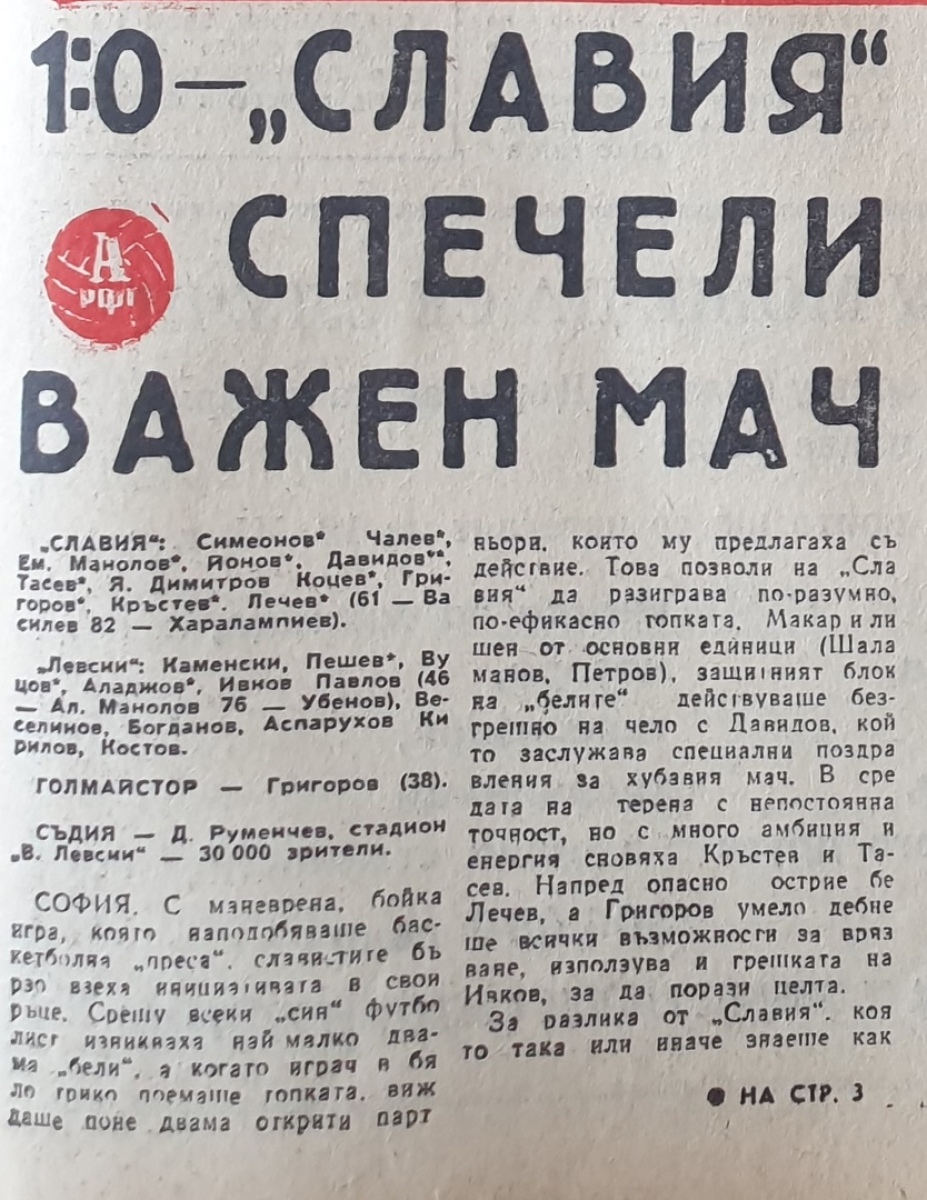 1:0—„СЛАВИЯ“
СПЕЧЕЛИ
А
РФГ
ВАЖЕН МАЧ
„СЛАВИЯ“: Симеонов* Чалев*,
Ем. Манолов*, Йонов*, Давидов**,
Тасев*, Я. Димитров Коцев*, Гри-
горов*, Кръстев*. Лечев* (61 — Ва
силев 82 — Харалампиев).
„Левски“: Каменски, Пешев*, Ву
цов*, Аладжов*, Ивков Павлов (46
— Ал. Манолов 76 — Убенов), Ве-
селинов, Богданов, Аспарухов Ки
рилов, Костов.
ГОЛМАЙСТОР — Григоров (38).
СЪДИЯ — Д. Руменчев, стадион
„В. Левски“ — 30 000 зрители.
СОФИЯ. С маневрена, бойка
игра, която наподобяваше бас-
кетболна „преса“, славистите бъ
рзо взеха инициативата в свои
ръце. Срещу всеки „син“ футбо
лист изникваха най малко два-
ма „бели“, а когато играч в бя
ло трико поемаше топката, виж
даше поне двама открити парт
ньори, които му предлагаха съ
действие. Това позволи на „Сла
вия“ да разиграва по-разумно,
по-ефикасно топката. Макар и ли
шен от основни единици (Шала
манов, Петров), защитният блок
на „белите“ действуваше без-
грешно на чело с Давидов, кой
то заслужава специални поздра
вления за хубавия мач. В сре
дата на терена с непостоянна
точност, но с много амбиция и
енергия сновяха Кръстев и Та-
сев. Напред опасно острие бе
Лечев, а Григоров умело дебне
ше всички възможности за вряз
ване, използува и грешката на
Ивков, за да порази целта.
За разлика от „Славия“, коя
то така или иначе знаеше как
● НА СТР. 3